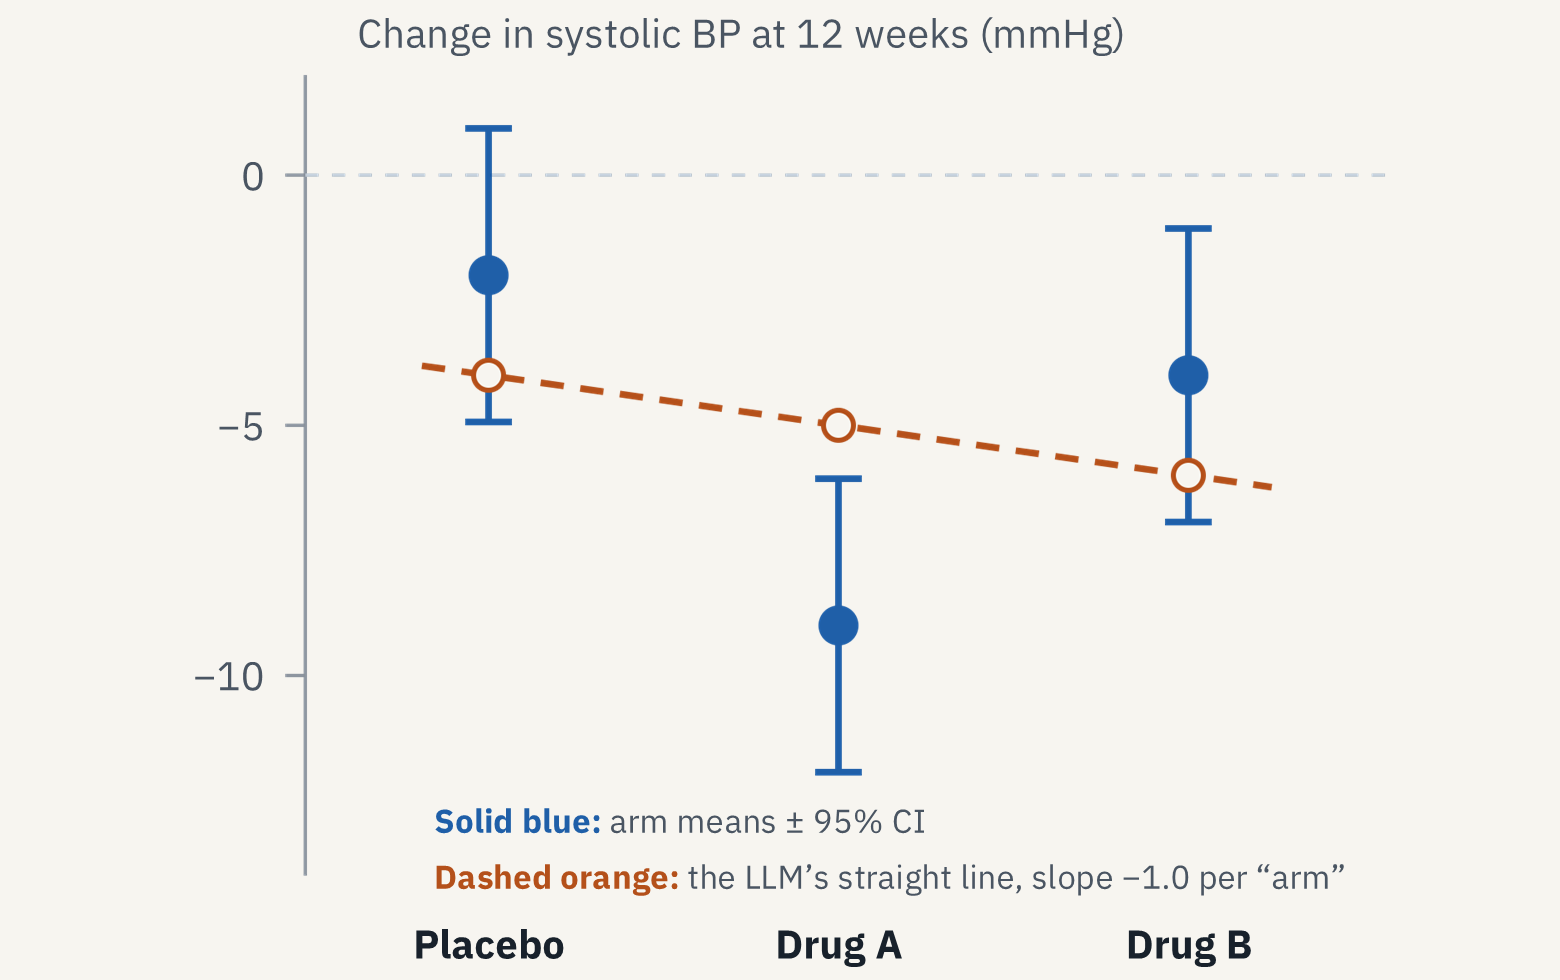 Change in systolic BP at 12 weeks (mmHg)
0
−5
−10
Solid blue: arm means ± 95% CI
Dashed orange: the LLM’s straight line, slope −1.0 per “arm”
Placebo Drug A Drug B